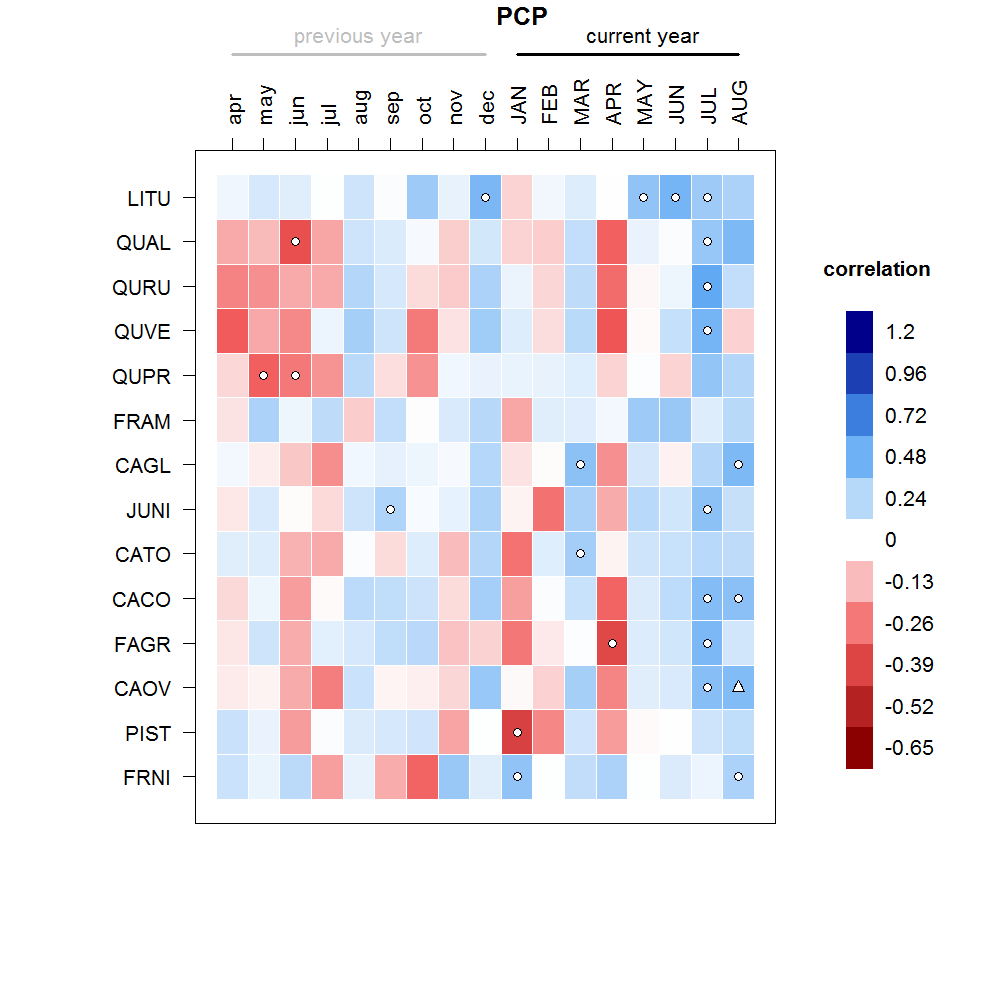 PCP
previous year
current year
apr may jun jul aug sep oct nov dec JAN FEB MAR APR MAY JUN JUL AUG
LITU
QUAL
QURU
QUVE
QUPR
FRAM
CAGL
JUNI
CATO
CACO
FAGR
CAOV
PIST
FRNI
correlation
1.2
0.96
0.72
0.48
0.24
0
-0.13
-0.26
-0.39
-0.52
-0.65